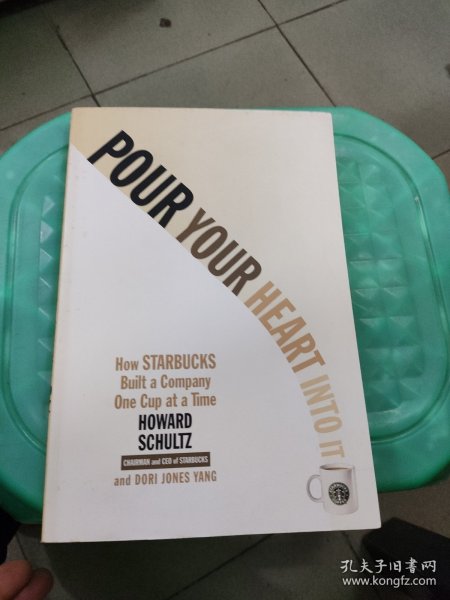 POUR YOUR HEART INTO IT
How STARBUCKS
Built a Company
One Cup at a Time
HOWARD
SCHULTZ
CHAIRMAN and CEO of STARBUCKS
and DORI JONES YANG
孔夫子旧书网
www.kongfz.com